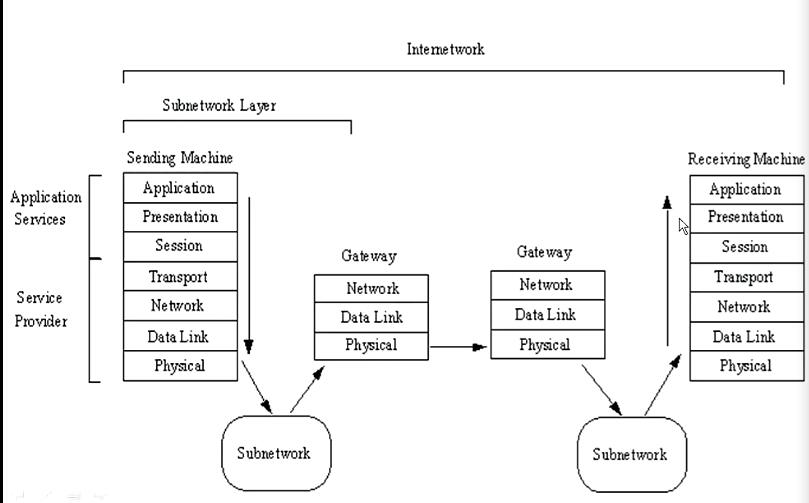 Internetwork
Subnetwork Layer
Sending Machine
Receiving Machine
Application
Services
Service
Provider
Application
Presentation
Session
Transport
Network
Data Link
Physical
Gateway
Network
Data Link
Physical
Gateway
Network
Data Link
Physical
Application
Presentation
Session
Transport
Network
Data Link
Physical
Subnetwork
Subnetwork